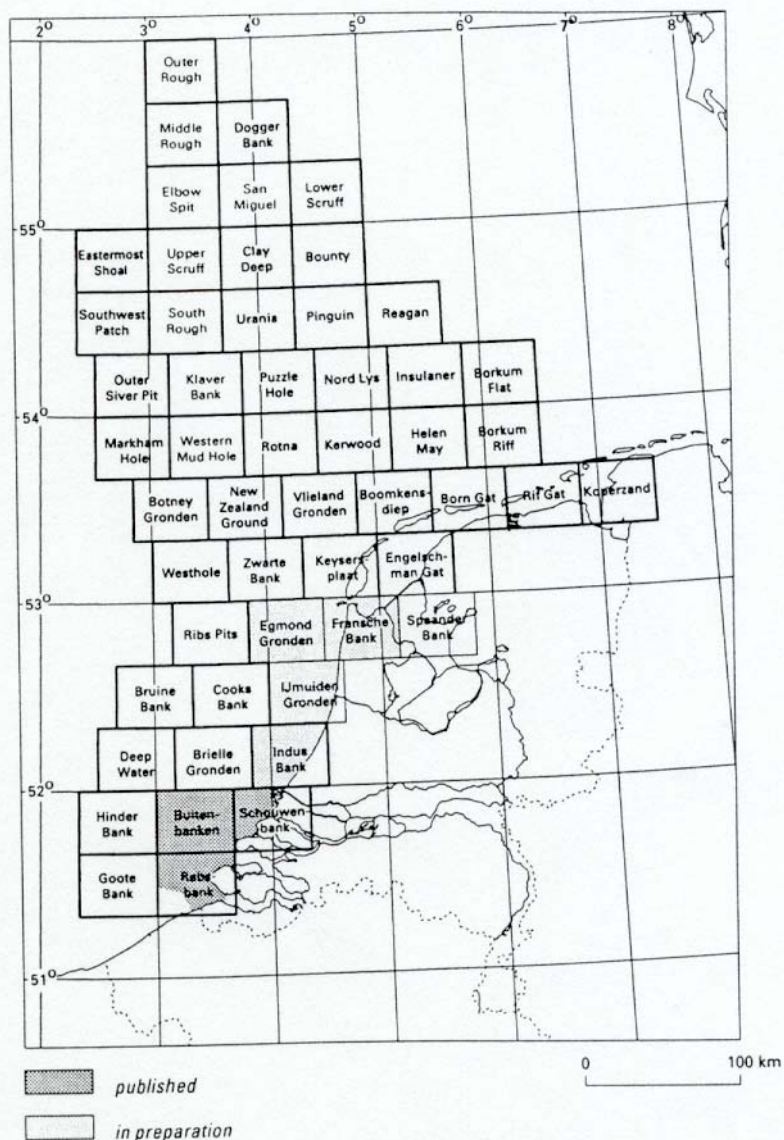 2° 3° 4° 5° 6° 7° 8°
Outer
Rough
Middle
Rough
Dogger
Bank
Elbow
Spit
San
Miguel
Lower
Scruff
55°
Eastermost
Shoal
Upper
Scruff
Clay
Deep
Bounty
Southwest
Patch
South
Rough
Urania
Pinguin
Reagan
Outer
Silver Pit
Klaver
Bank
Puzzle
Hole
Nord Lys
Insulaner
Borkum
Flat
54°
Markham
Hole
Western
Mud Hole
Rotna
Kerwood
Helen
May
Borkum
Riff
Botney
Gronden
New
Zealand
Ground
Vlieland
Gronden
Boomkens-
diep
Born Gat
Rif Gat
Koperzand
Westhole
Zwarte
Bank
Keysers-
plaat
Engelsch-
man Gat
53°
Ribs Pits
Egmond
Gronden
Fransche
Bank
Spaander
Bank
Bruine
Bank
Cooks
Bank
IJmuiden
Gronden
Deep
Water
Brielle
Gronden
Indus
Bank
52°
Hinder
Bank
Buiten-
banken
Schouwen-
bank
Goote
Bank
Rabs
bank
51°
0 100 km
published
in preparation